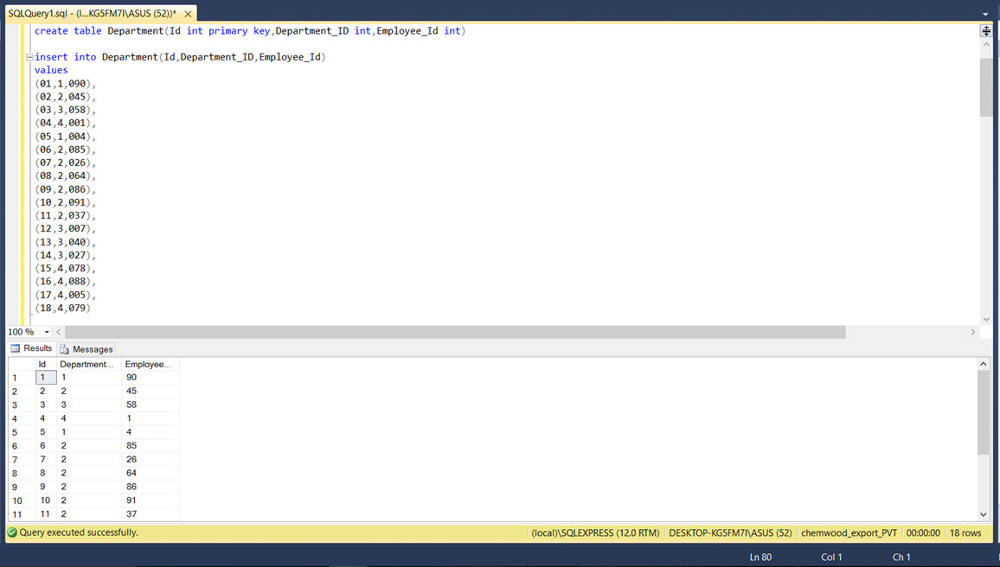 SQLQuery1.sql - (l...KG5FM7I\ASUS (52))*
create table Department(Id int primary key,Department_ID int,Employee_Id int)
insert into Department(Id,Department_ID,Employee_Id)
values
(01,1,090),
(02,2,045),
(03,3,058),
(04,4,001),
(05,1,004),
(06,2,085),
(07,2,026),
(08,2,064),
(09,2,086),
(10,2,091),
(11,2,037),
(12,3,007),
(13,3,040),
(14,3,027),
(15,4,078),
(16,4,088),
(17,4,005),
(18,4,079)
100 %
Results Messages
Id Department... Employee...
1 1 1 90
2 2 2 45
3 3 3 58
4 4 4 1
5 5 1 4
6 6 2 85
7 7 2 26
8 8 2 64
9 9 2 86
10 10 2 91
11 11 2 37
Query executed successfully. (local)\SQLEXPRESS (12.0 RTM) DESKTOP-KG5FM7I\ASUS (52) chemwood_export_PVT 00:00:00 18 rows
Ln 80 Col 1 Ch 1